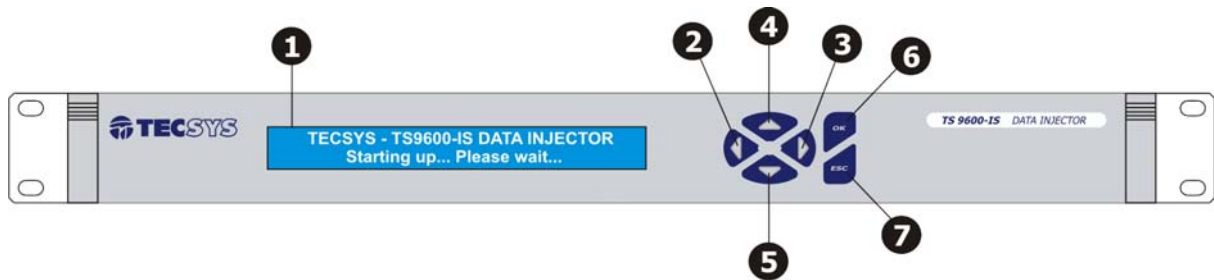 1
2
4
3
6
TECSYS
TECSYS - TS9600-IS DATA INJECTOR
Starting up... Please wait...
OK
ESC
TS 9600-IS DATA INJECTOR
5
7